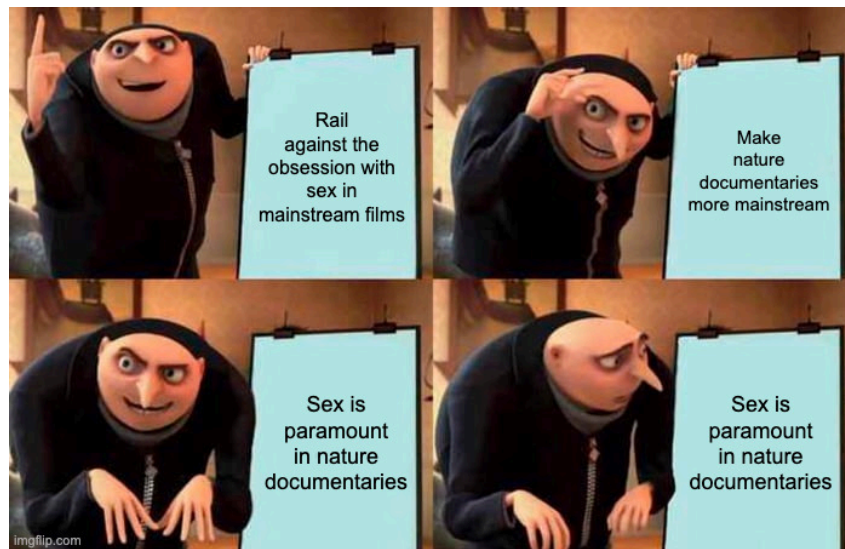 Rail
against the
obsession with
sex in
mainstream films
Make
nature
documentaries
more mainstream
Sex is
paramount
in nature
documentaries
Sex is
paramount
in nature
documentaries
imgflip.com